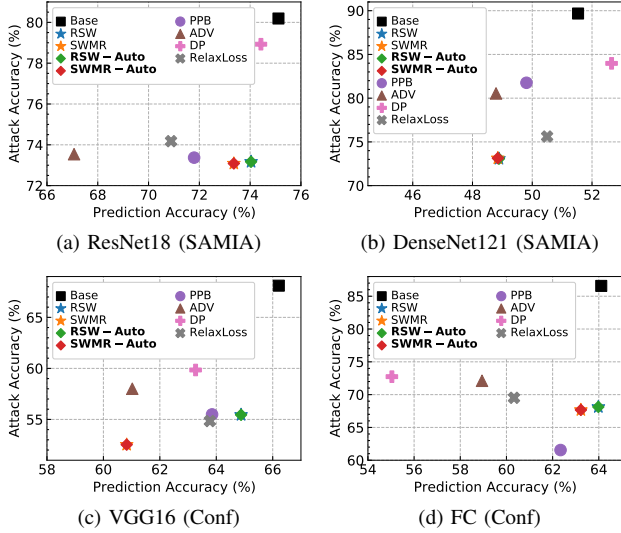 80
78
76
74
72
66
68
70
72
74
76
Attack Accuracy (%)
Prediction Accuracy (%)
Base
RSW
SWMR
RSW-Auto
SWMR-Auto
PPB
ADV
DP
RelaxLoss
(a) ResNet18 (SAMIA)
90
85
80
75
70
46
48
50
52
Attack Accuracy (%)
Prediction Accuracy (%)
Base
RSW
SWMR
RSW-Auto
SWMR-Auto
PPB
ADV
DP
RelaxLoss
(b) DenseNet121 (SAMIA)
65
60
55
58
60
62
64
66
Attack Accuracy (%)
Prediction Accuracy (%)
Base
RSW
SWMR
RSW-Auto
SWMR-Auto
PPB
ADV
DP
RelaxLoss
(c) VGG16 (Conf)
85
80
75
70
65
60
54
56
58
60
62
64
Attack Accuracy (%)
Prediction Accuracy (%)
Base
RSW
SWMR
RSW-Auto
SWMR-Auto
PPB
ADV
DP
RelaxLoss
(d) FC (Conf)